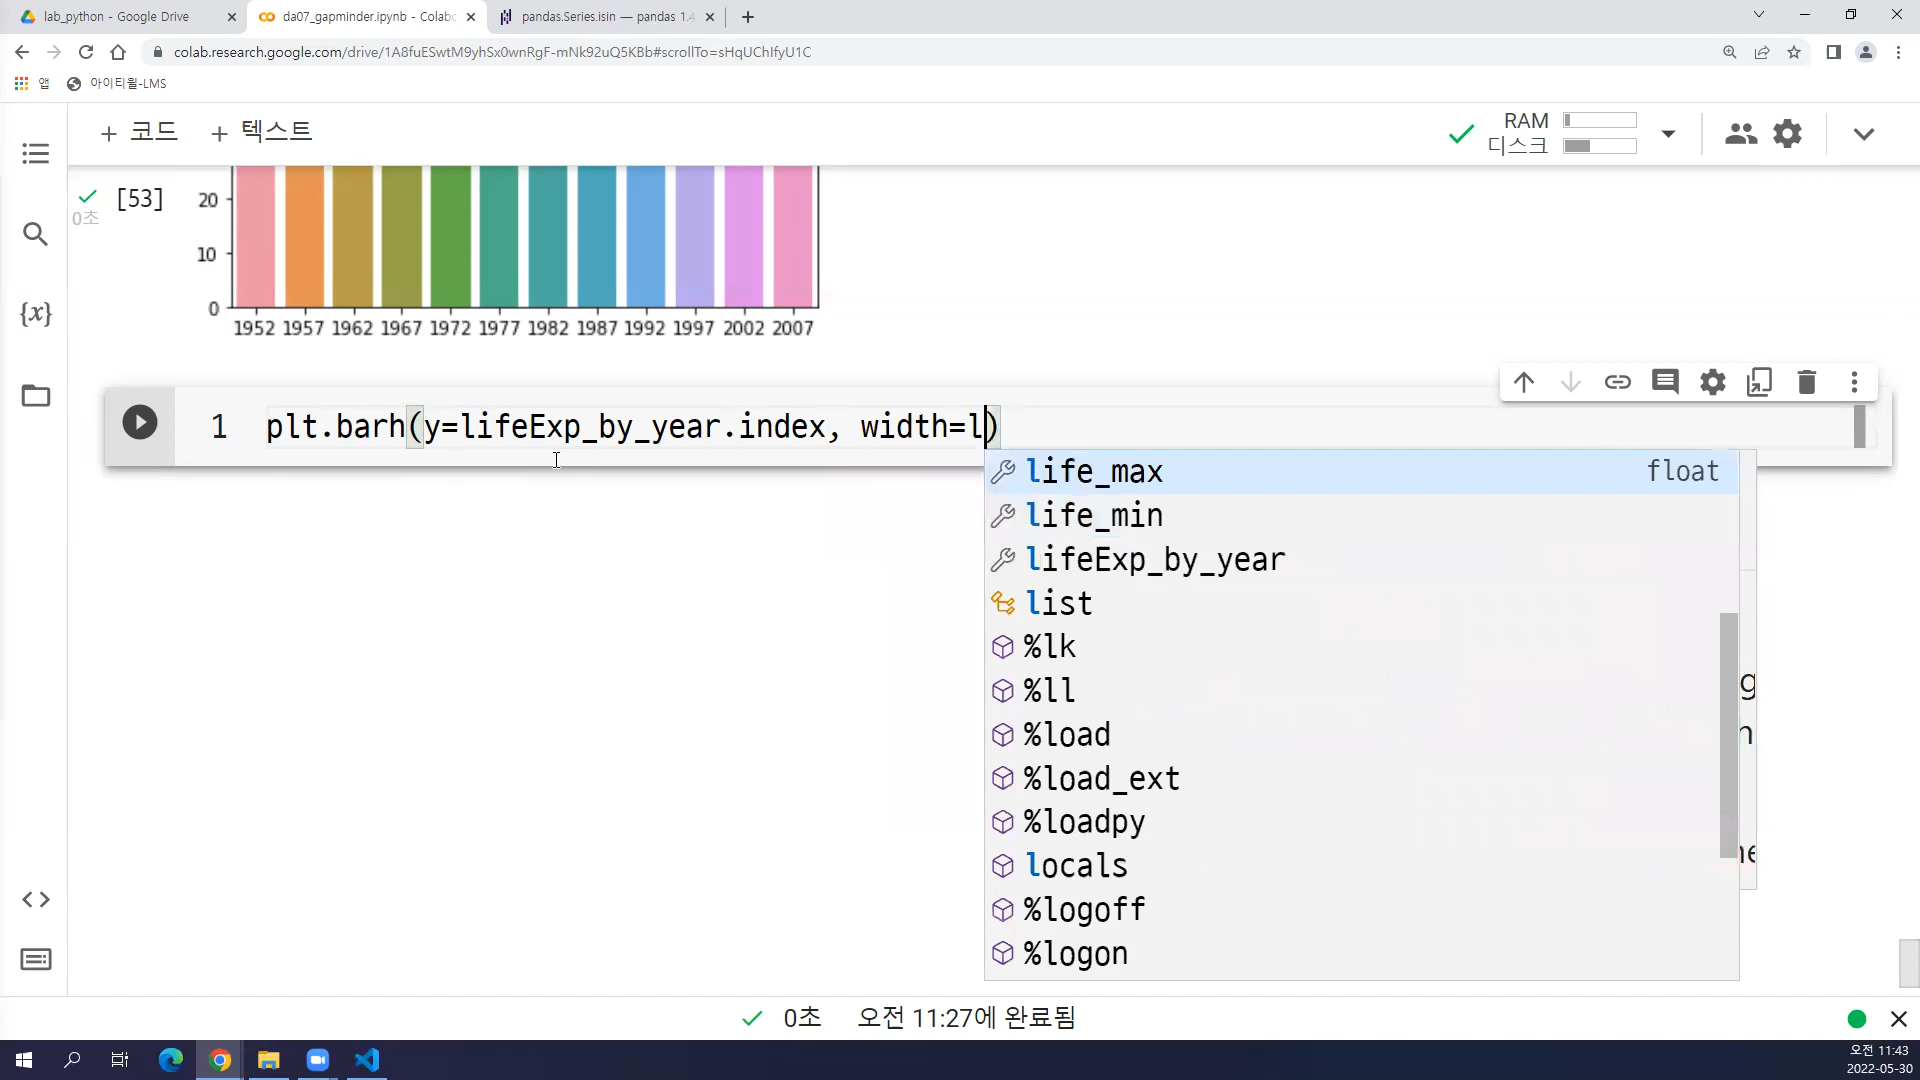 lab_python - Google Drive
da07_gapminder.ipynb - Colabo
pandas.Series.isin — pandas 1.4
colab.research.google.com/drive/1A8fuESwtM9yhSx0wnRgF-mNk92uQ5KBb#scrollTo=sHqUChIfyU1C
앱
아이티윌-LMS
+ 코드
+ 텍스트
RAM
디스크
[53]
0초
20
10
0
1952 1957 1962 1967 1972 1977 1982 1987 1992 1997 2002 2007
{x}
1 plt.barh(y=lifeExp_by_year.index, width=l)
life_max float
life_min
lifeExp_by_year
list
%lk
%ll
%load
%load_ext
%loadpy
locals
%logoff
%logon
0초 오전 11:27에 완료됨
오전 11:43
2022-05-30